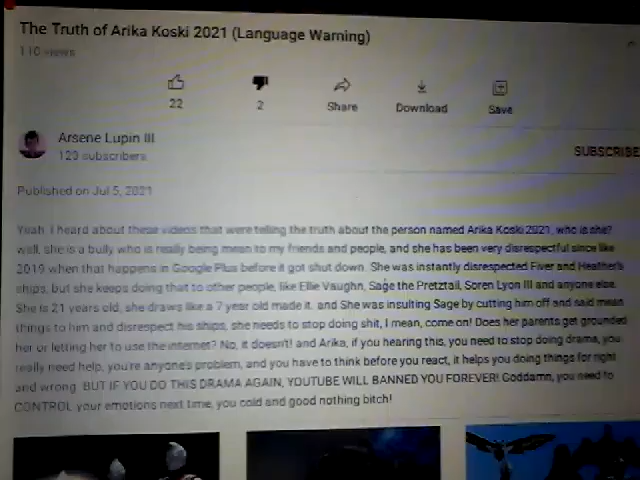 The Truth of Arika Koski 2021 (Language Warning)
110 views
22
2
Share
Download
Save
Arsene Lupin III
129 subscribers
SUBSCRIBE
Published on Jul 5, 2021
Yeah. I heard about these videos that were telling the truth about the person named Arika Koski 2021, who is she?
well, she is a bully who is really being mean to my friends and people, and she has been very disrespectful since like
2019 when that happens in Google Plus before it got shut down. She was instantly disrespected Fiver and Heather's
ships, but she keeps doing that to other people, like Ellie Vaughn, Sage the Pretztail, Soren Lyon III and anyone else.
She is 21 years old, she draws like a 7 year old made it. and She was insulting Sage by cutting him off and said mean
things to him and disrespect his ships, she needs to stop doing shit, I mean, come on! Does her parents get grounded
her or letting her to use the internet? No, it doesn't! and Arika, if you hearing this, you need to stop doing drama, you
really need help, you're anyone's problem, and you have to think before you react, it helps you doing things for right
and wrong. BUT IF YOU DO THIS DRAMA AGAIN, YOUTUBE WILL BANNED YOU FOREVER! Goddamn, you need to
CONTROL your emotions next time, you cold and good nothing bitch!